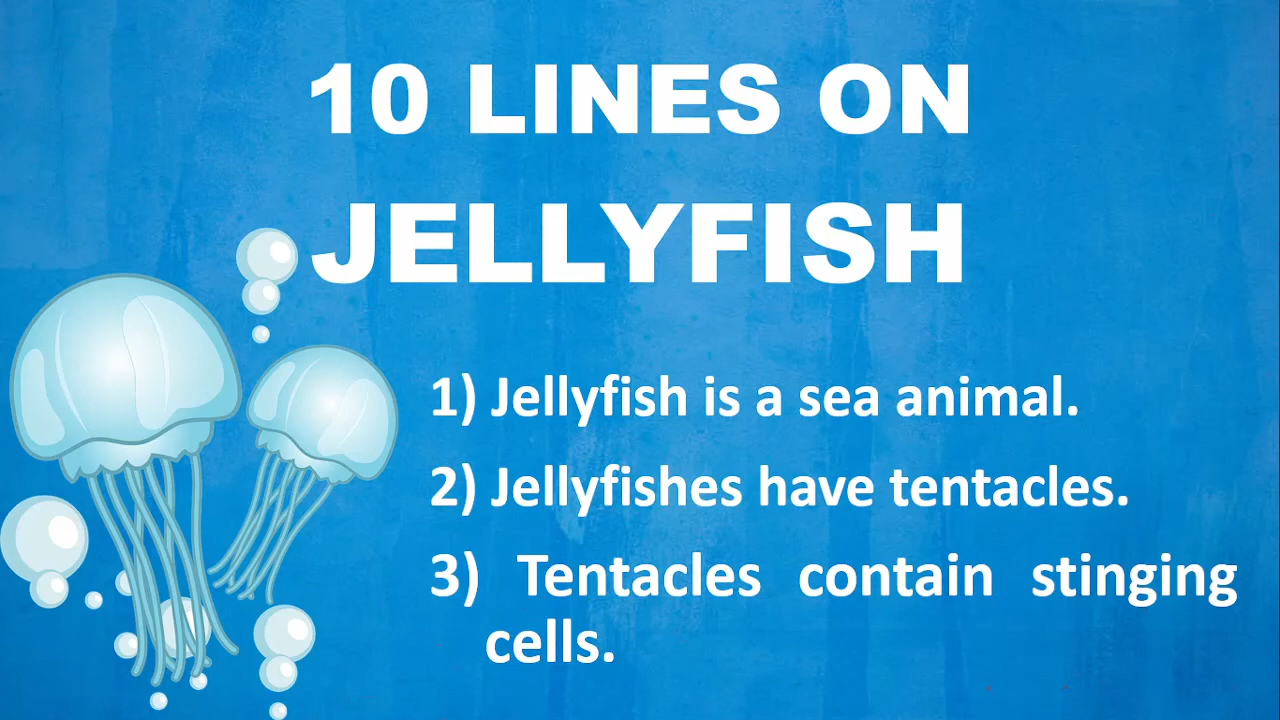 10 LINES ON
JELLYFISH
1) Jellyfish is a sea animal.
2) Jellyfishes have tentacles.
3) Tentacles contain stinging
cells.